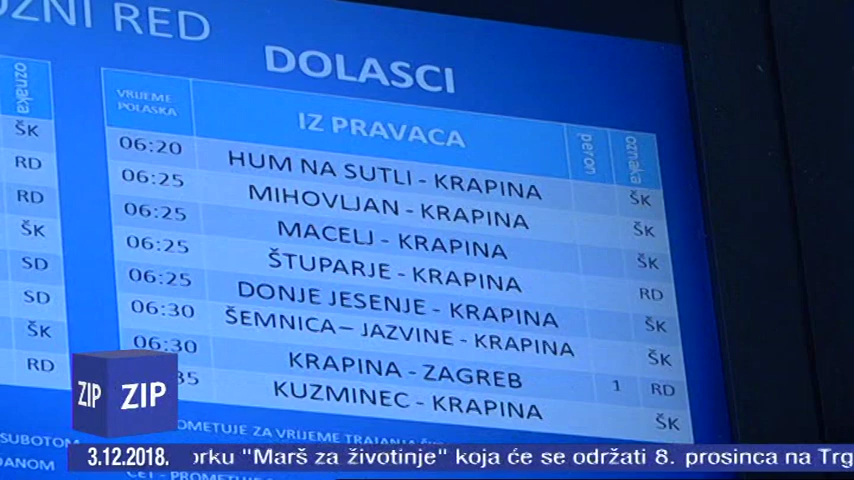 RED
DOLASCI
oznaka
ŠK
RD
RD
ŠK
SD
SD
ŠK
RD
VRIJEME POLASKA IZ PRAVACA peron oznaka
06:20 HUM NA SUTLI - KRAPINA ŠK
06:25 MIHOVLJAN - KRAPINA ŠK
06:25 MACELJ - KRAPINA ŠK
06:25 ŠTUPARJE - KRAPINA RD
06:25 DONJE JESENJE - KRAPINA ŠK
06:30 ŠEMNICA – JAZVINE - KRAPINA ŠK
06:30 KRAPINA - ZAGREB 1 RD
KUZMINEC - KRAPINA ŠK
SUBOTOM
ZA VRIJEME TRAJANJA
ZIP ZIP
3.12.2018. "Marš za životinje" koja će se održati 8. prosinca na Trg